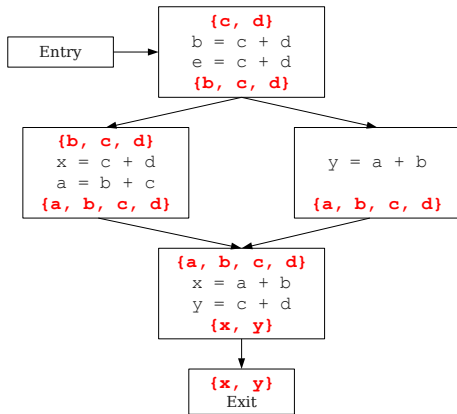 Entry
{c, d}
b = c + d
e = c + d
{b, c, d}
{b, c, d}
x = c + d
a = b + c
{a, b, c, d}
y = a + b
{a, b, c, d}
{a, b, c, d}
x = a + b
y = c + d
{x, y}
{x, y}
Exit